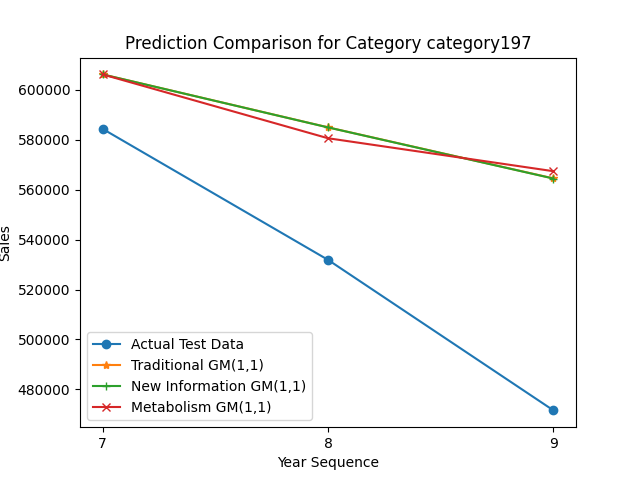 Prediction Comparison for Category category197
600000
580000
560000
540000
520000
500000
480000
Sales
Actual Test Data
Traditional GM(1,1)
New Information GM(1,1)
Metabolism GM(1,1)
7
8
9
Year Sequence